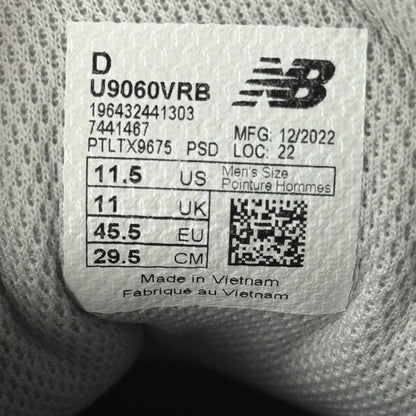 D
NB
U9060VRB
196432441303
7441467
MFG: 12/2022
PTLTX9675 PSD LOC: 22
11.5 US Men's Size
Pointure Hommes
11 UK
45.5 EU
29.5 CM
Made in Vietnam
Fabriqué au Vietnam